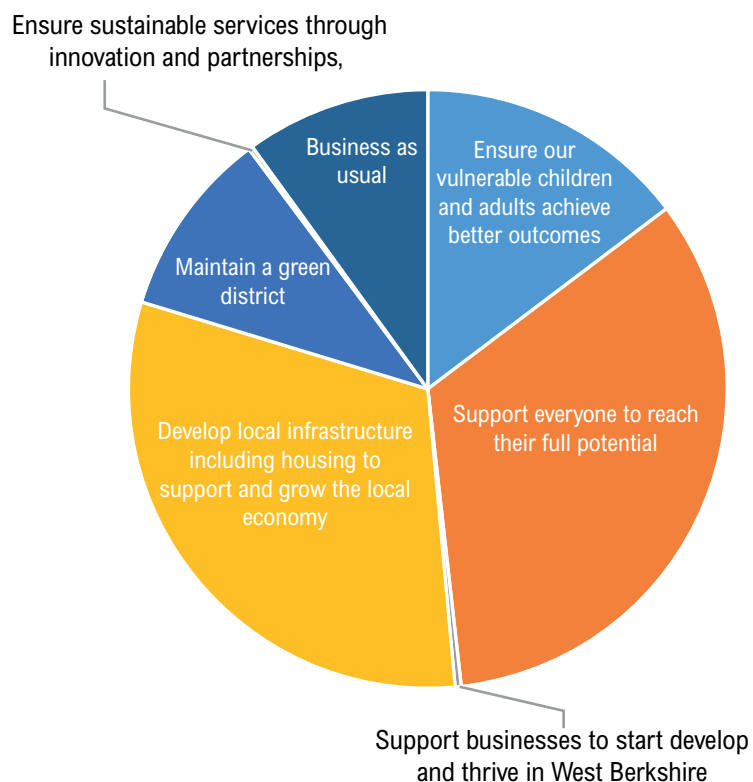 Ensure sustainable services through
innovation and partnerships,
Business as
usual
Ensure our
vulnerable children
and adults achieve
better outcomes
Maintain a green
district
Support everyone to reach
their full potential
Develop local infrastructure
including housing to
support and grow the local
economy
Support businesses to start develop
and thrive in West Berkshire